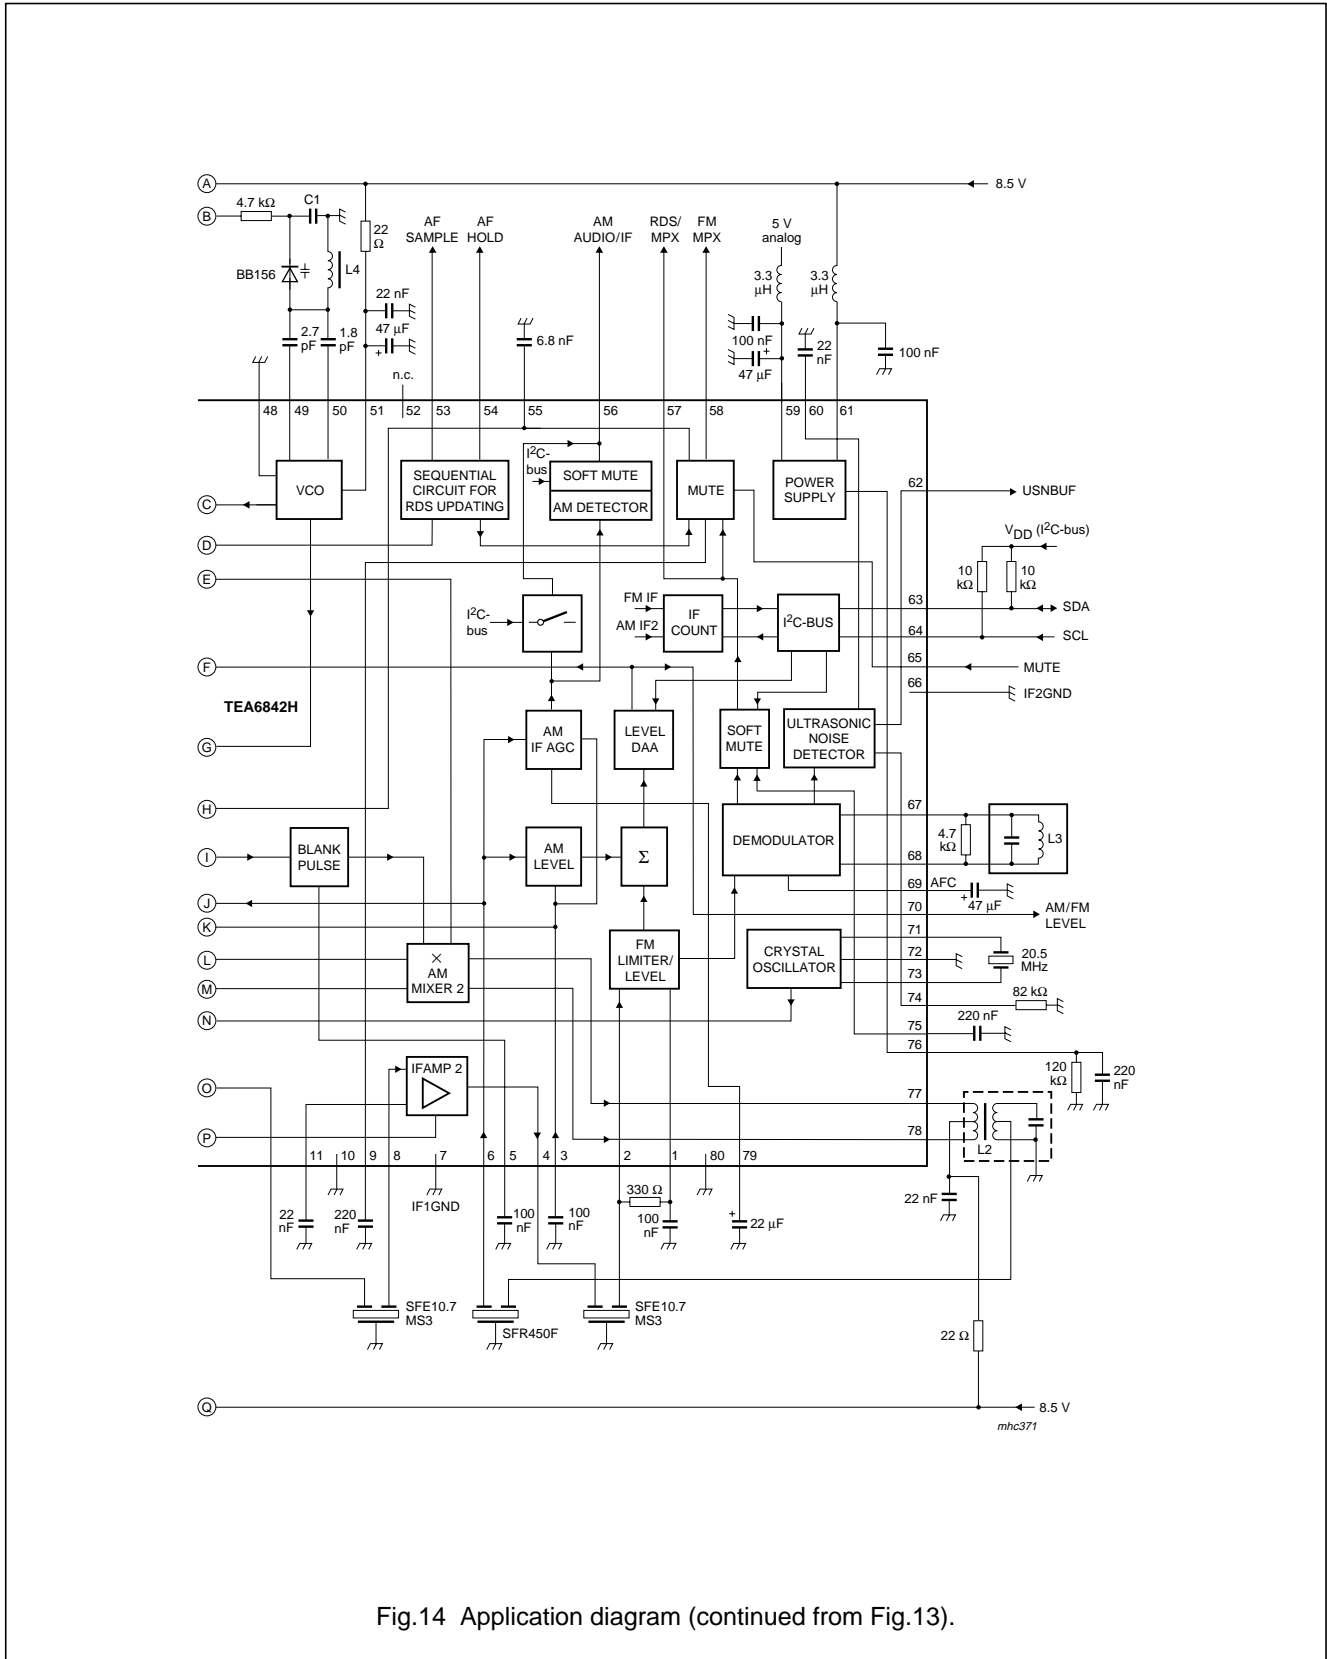 A
8.5 V
B
4.7 kΩ
C1
22
Ω
AF
SAMPLE
AF
HOLD
AM
AUDIO/IF
RDS/
MPX
FM
MPX
5 V
analog
BB156
L4
3.3
μH
3.3
μH
22 nF
47 μF
+
2.7
pF
1.8
pF
6.8 nF
100 nF
+
47 μF
22
nF
100 nF
n.c.
48
49
50
51
52
53
54
55
56
57
58
59
60
61
VCO
SEQUENTIAL
CIRCUIT FOR
RDS UPDATING
I2C-
bus
SOFT MUTE
AM DETECTOR
MUTE
POWER
SUPPLY
62
USNBUF
C
D
VDD (I2C-bus)
E
10
kΩ
10
kΩ
I2C-
bus
FM IF
AM IF2
IF
COUNT
I2C-BUS
63
SDA
64
SCL
F
65
MUTE
66
IF2GND
TEA6842H
G
AM
IF AGC
LEVEL
DAA
SOFT
MUTE
ULTRASONIC
NOISE
DETECTOR
H
67
DEMODULATOR
4.7
kΩ
L3
I
BLANK
PULSE
AM
LEVEL
Σ
68
69
AFC
+
47 μF
J
70
AM/FM
LEVEL
K
L
×
AM
MIXER 2
FM
LIMITER/
LEVEL
CRYSTAL
OSCILLATOR
71
72
73
20.5
MHz
M
74
82 kΩ
N
75
220 nF
76
O
IFAMP 2
120
kΩ
220
nF
77
P
78
L2
11
10
9
8
7
6
5
4
3
2
1
80
79
IF1GND
22
nF
220
nF
100
nF
100
nF
330 Ω
100
nF
+
22 μF
22 nF
SFE10.7
MS3
SFR450F
SFE10.7
MS3
22 Ω
Q
8.5 V
mhc371
Fig.14 Application diagram (continued from Fig.13).